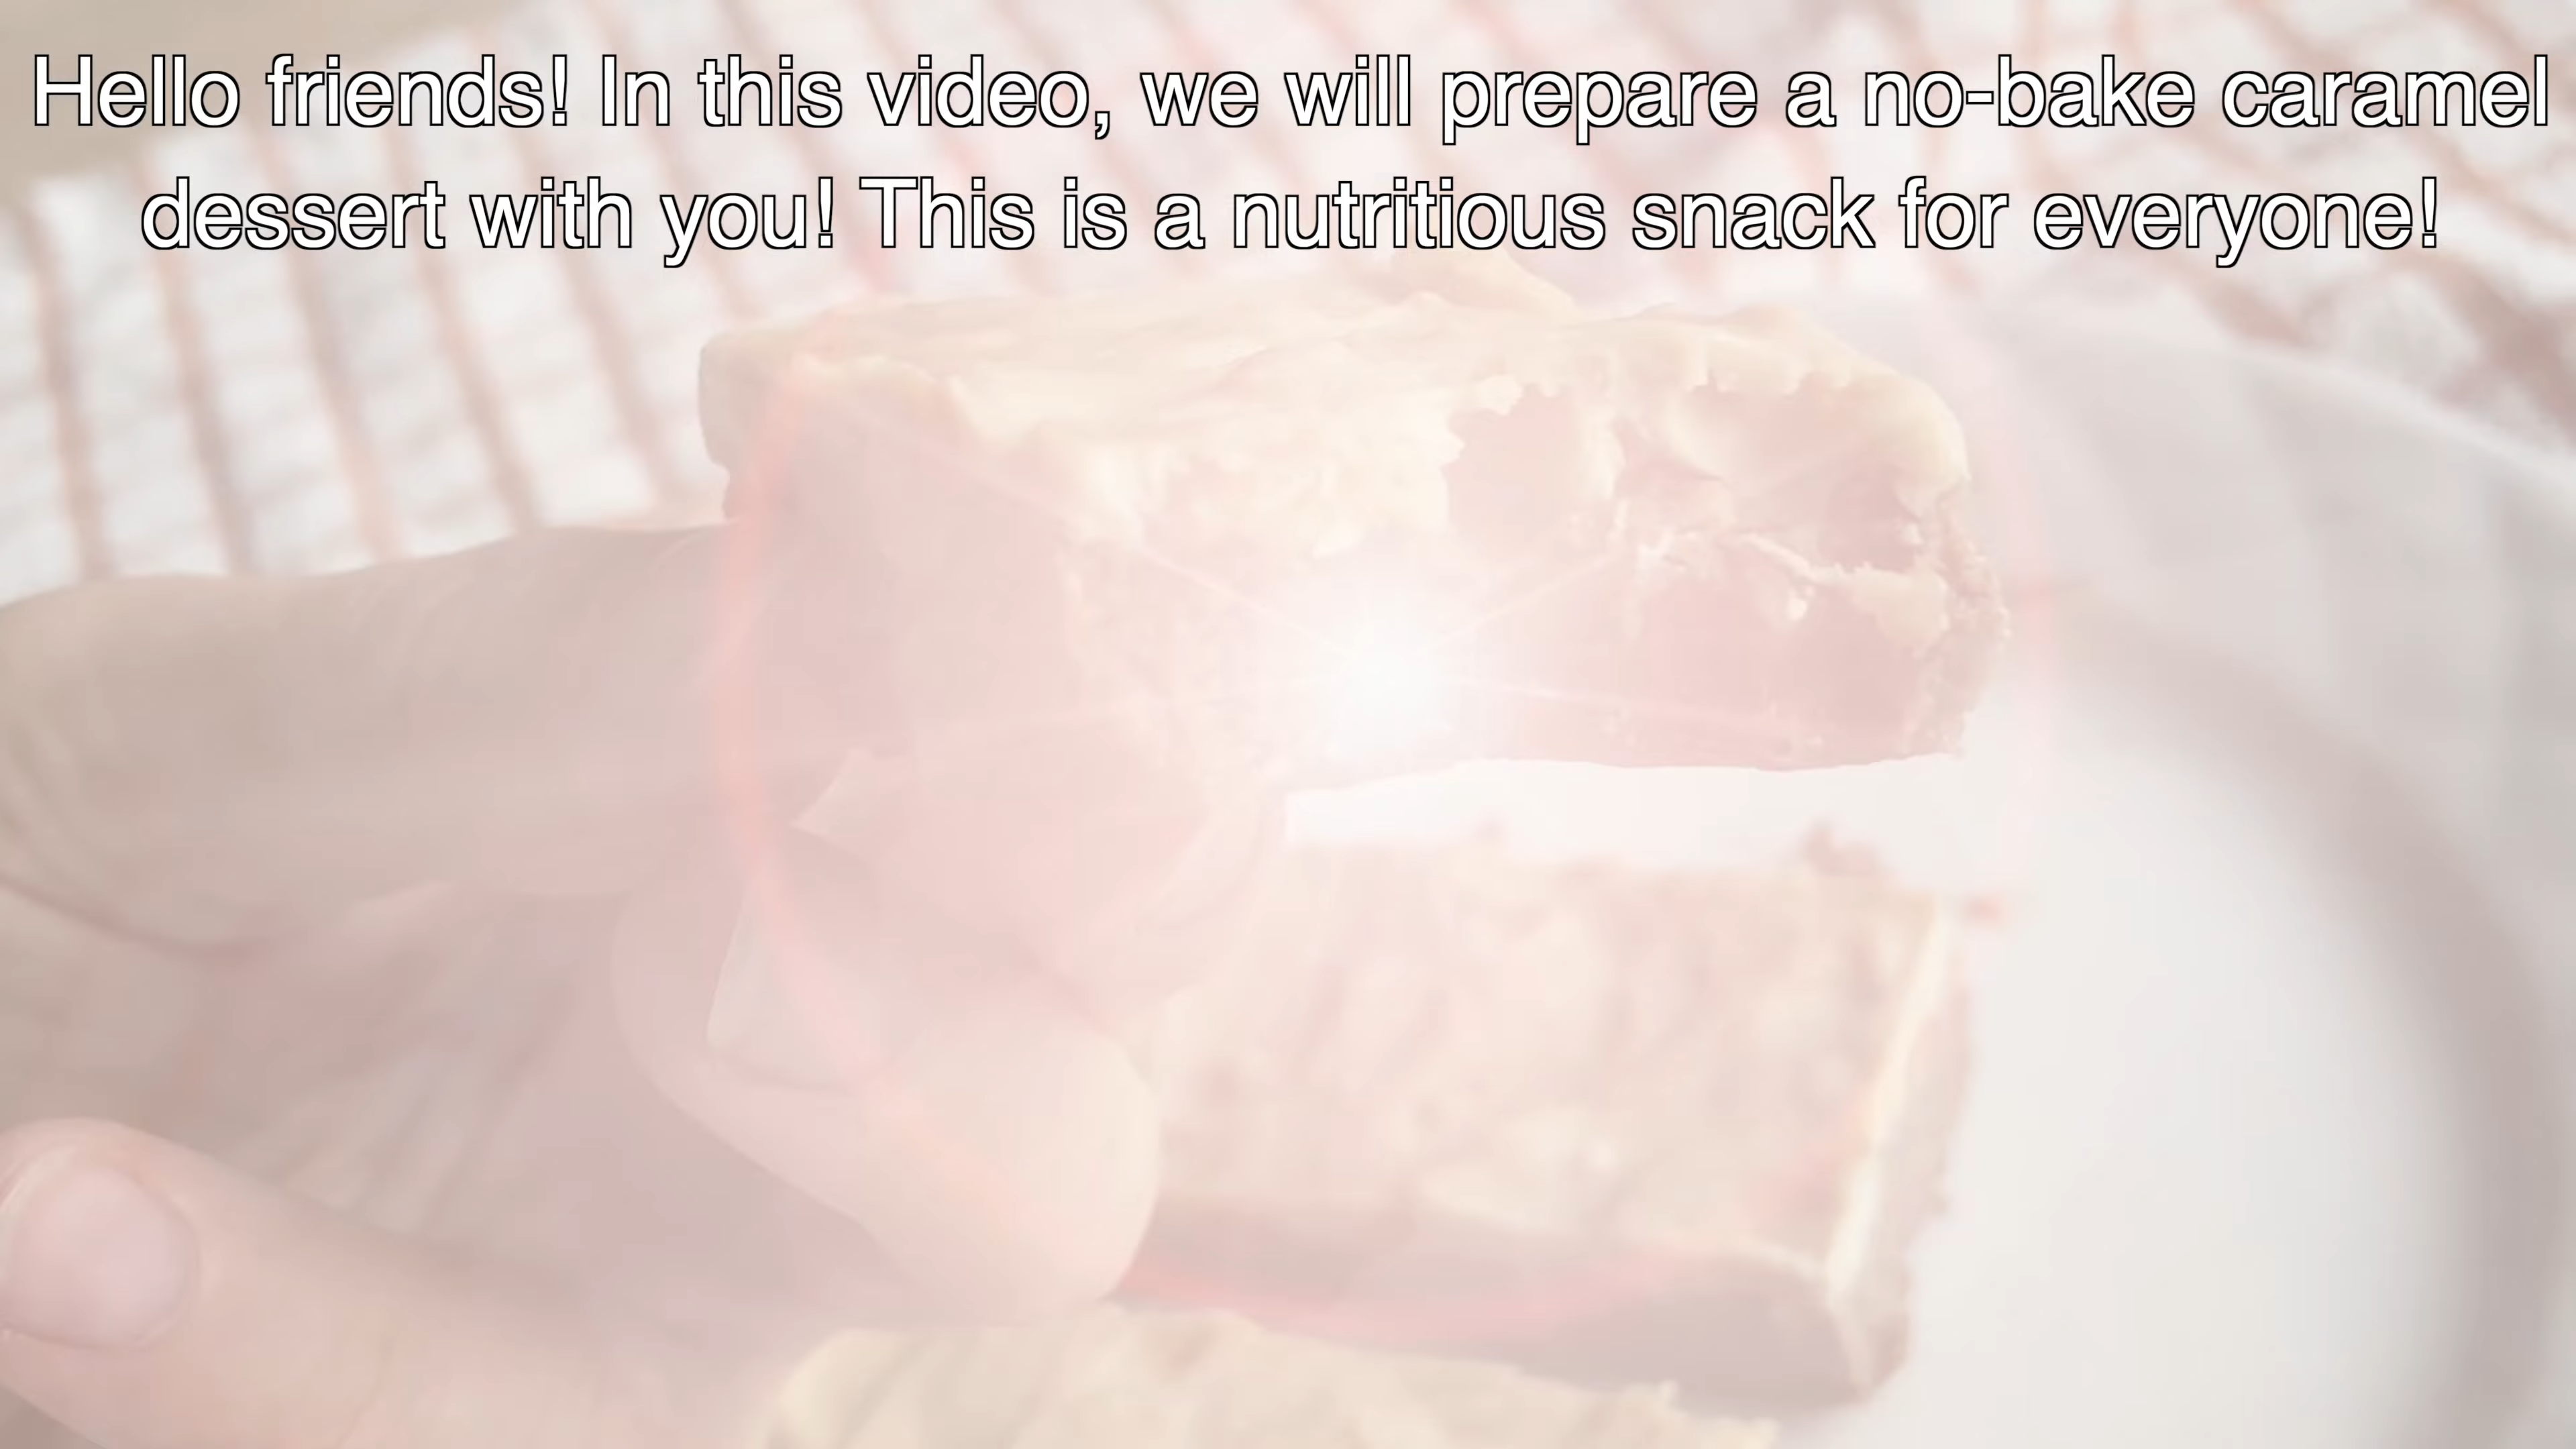 Hello friends! In this video, we will prepare a no-bake caramel
dessert with you! This is a nutritious snack for everyone!